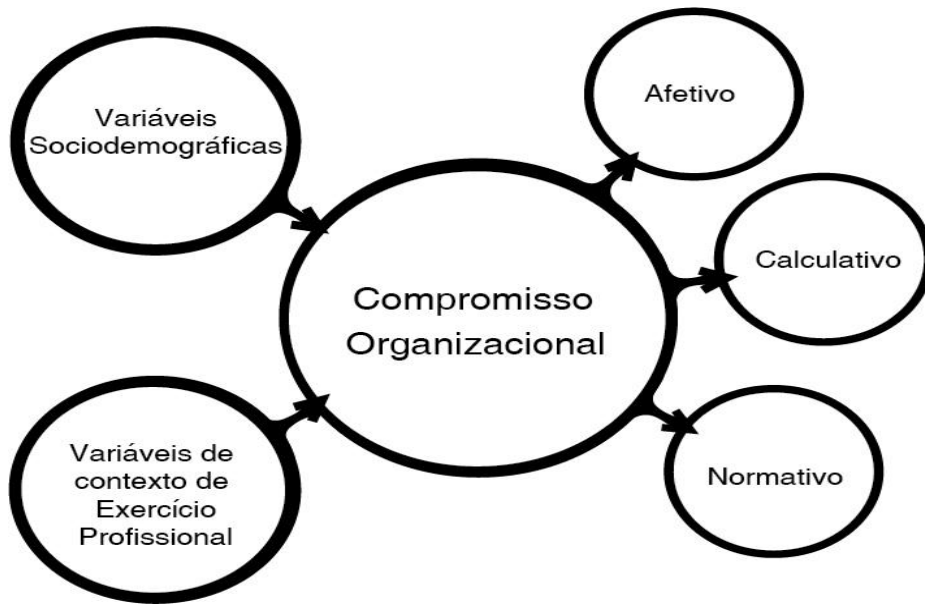 Variáveis
Sociodemográficas
Afetivo
Calculativo
Compromisso
Organizacional
Variáveis de
contexto de
Exercício
Profissional
Normativo